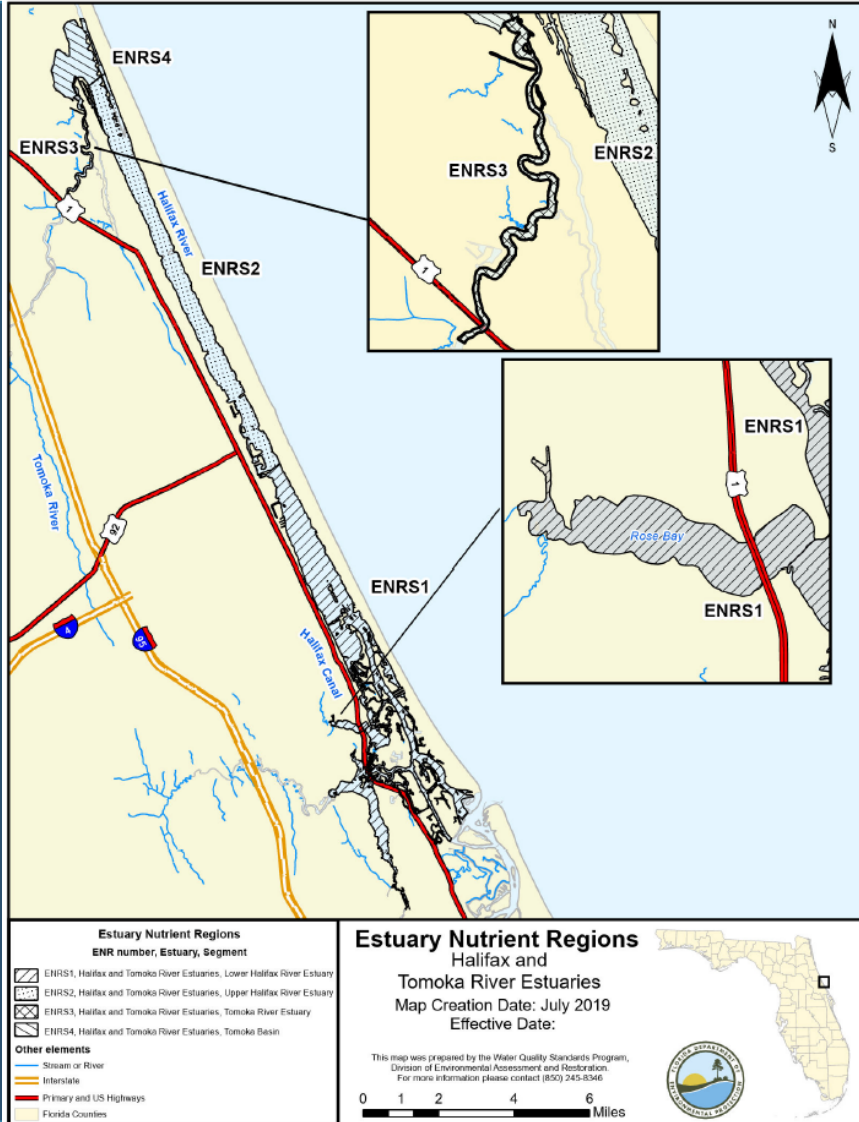 N
S
ENRS4
ENRS3
1
Halifax River
ENRS2
ENRS3
ENRS2
1
Tomoka River
92
4
95
ENRS1
Halifax Canal
ENRS1
1
Rose Bay
ENRS1
Estuary Nutrient Regions
ENR number, Estuary, Segment
ENRS1, Halifax and Tomoka River Estuaries, Lower Halifax River Estuary
ENRS2, Halifax and Tomoka River Estuaries, Upper Halifax River Estuary
ENRS3, Halifax and Tomoka River Estuaries, Tomoka River Estuary
ENRS4, Halifax and Tomoka River Estuaries, Tomoka Basin
Other elements
Stream or River
Interstate
Primary and US Highways
Florida Counties
Estuary Nutrient Regions
Halifax and
Tomoka River Estuaries
Map Creation Date: July 2019
Effective Date:
This map was prepared by the Water Quality Standards Program,
Division of Environmental Assessment and Restoration.
For more information please contact (850) 245-8346
0 1 2 4 6
Miles
FLORIDA DEPARTMENT OF
ENVIRONMENTAL PROTECTION